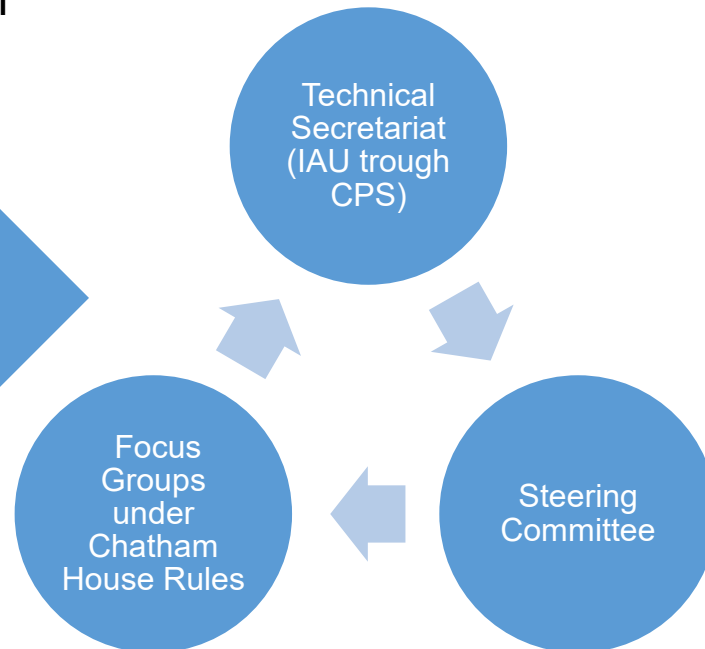 Technical
Secretariat
(IAU trough
CPS)
Focus
Groups
under
Chatham
House Rules
Steering
Committee